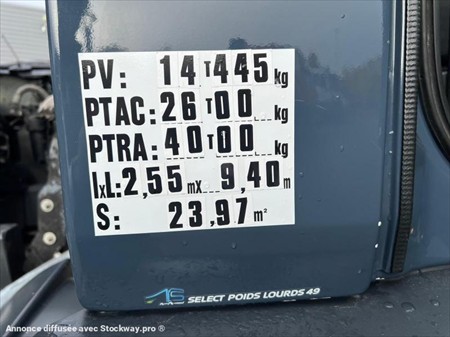 PV: 14T445 kg
PTAC: 26T00 kg
PTRA: 40T00 kg
lxL: 2,55 mx 9,40 m
S: 23,97 m²
SELECT POIDS LOURDS 49
Annonce diffusée avec Stockway.pro ®